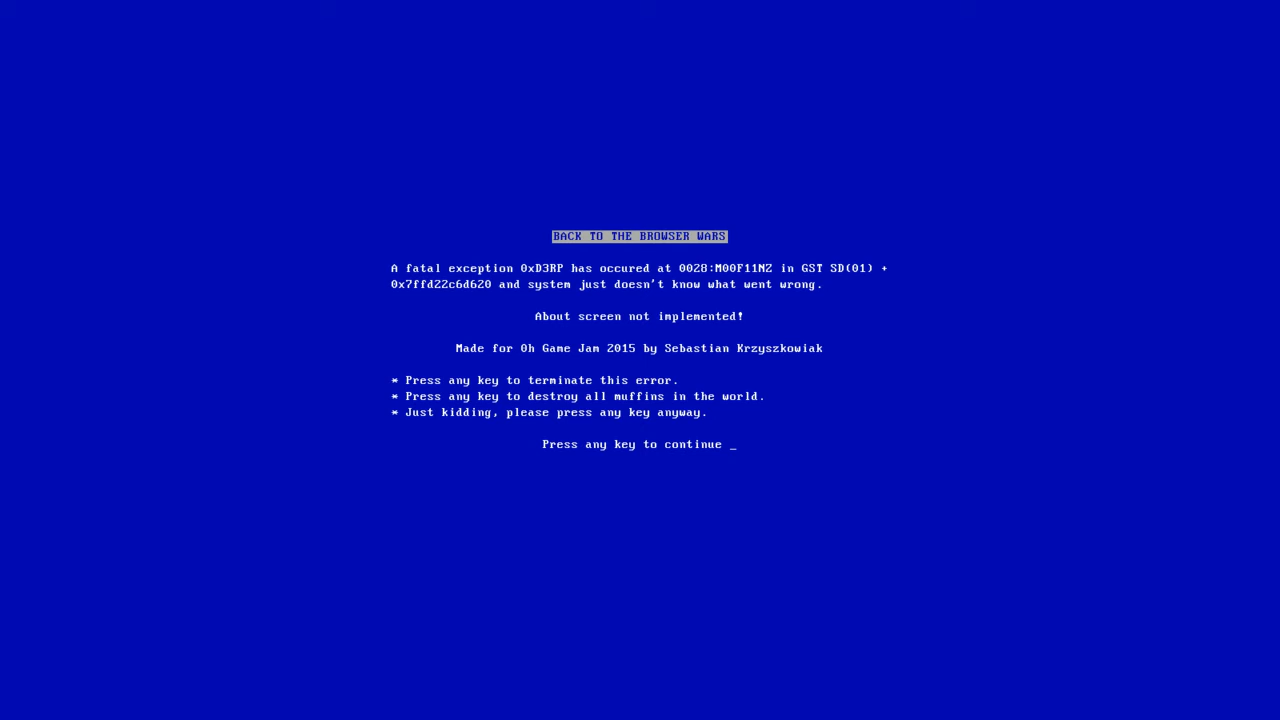 BACK TO THE BROWSER WARS
A fatal exception 0xD3RP has occured at 0028:M00F11NZ in GST SD(01) +
0x7ffd22c6d620 and system just doesn't know what went wrong.
About screen not implemented!
Made for 0h Game Jam 2015 by Sebastian Krzyszkowiak
* Press any key to terminate this error.
* Press any key to destroy all muffins in the world.
* Just kidding, please press any key anyway.
Press any key to continue _